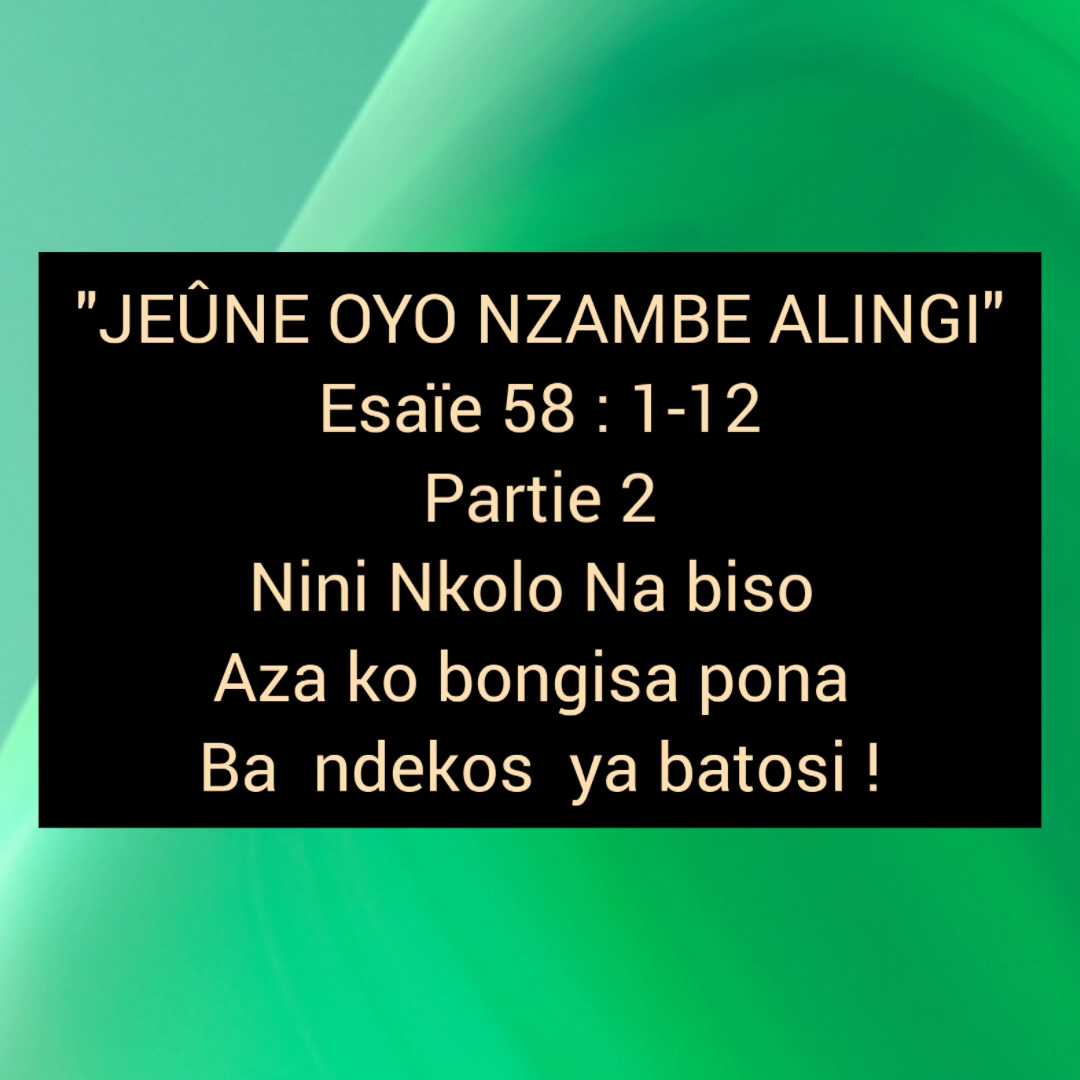 "JEÛNE OYO NZAMBE ALINGI"
Esaïe 58 : 1-12
Partie 2
Nini Nkolo Na biso
Aza ko bongisa pona
Ba ndekos ya batosi !